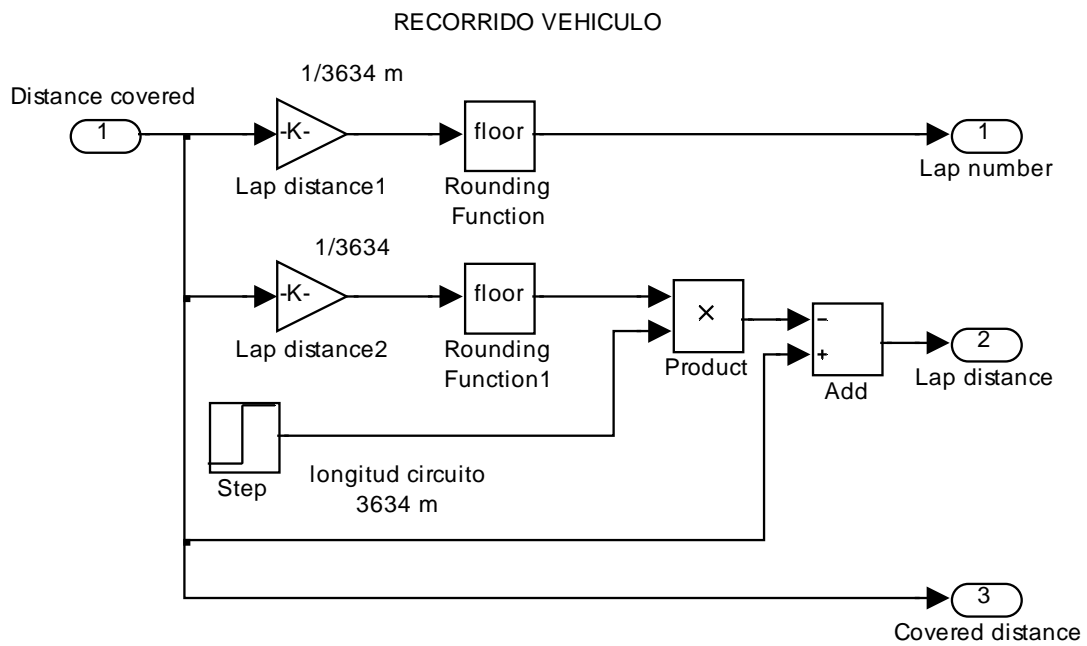 RECORRIDO VEHICULO
1/3634 m
Distance covered
1
-K-
floor
1
Lap distance1
Rounding
Function
Lap number
1/3634
-K-
floor
×
Lap distance2
Rounding
Function1
Product
−
+
Add
2
Lap distance
Step
longitud circuito
3634 m
3
Covered distance